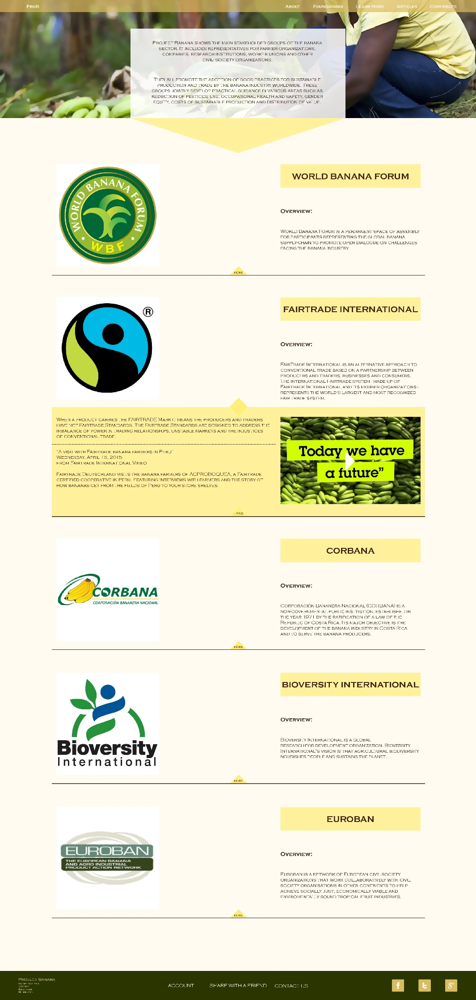 ProB
About Foundations Learn More Articles Contribute
Project Banana shows the main stakeholder groups of the banana
sector. It includes representatives for farmer organizations,
companies, research institutions, worker unions and other
civil-society organizations.
They all promote the adoption of good practices for sustainable
production and trade by the banana industry worldwide. These
groups jointly develop practical guidance in various areas such as
reduction of pesticide use, occupational health and safety, gender
equity, costs of sustainable production and distribution of value.
WORLD BANANA FORUM
WBF
WORLD BANANA FORUM
Overview:
World Banana Forum is a permanent space of assembly
for participants representing the global banana
supply-chain to promote open dialogue on challenges
facing the banana industry.
MORE
®
FAIRTRADE INTERNATIONAL
Overview:
FairTrade International is an alternative approach to
conventional trade based on a partnership between
producers and traders, businesses and consumers.
The international Fairtrade system - made up of
Fairtrade International and its member organizations -
represents the world's largest and most recognized
fair trade system.
When a product carries the FAIRTRADE Mark it means the producers and traders
have met Fairtrade Standards. The Fairtrade Standards are designed to address the
imbalance of power in trading relationships, unstable markets and the injustices
of conventional trade.
"A visit with Fairtrade banana farmers in Peru"
Wednesday, April 15, 2015
from Fairtrade International Vimeo
Fairtrade Deutschland visits the banana farmers of ACPROBOQUEA, a Fairtrade
certified cooperative in Peru. Featuring interviews with farmers and the story of
how bananas get from the fields of Peru to your store shelves.
Today we have
a future”
LESS
CORBANA
CORPORACIÓN BANANERA NACIONAL
CORBANA
Overview:
Corporación Bananera Nacional (CORBANA) is a
non-governmental public institution, established in
the year 1971 by the ratification of a law of the
Republic of Costa Rica. Its major objective is the
development of the banana industry in Costa Rica
and to serve the banana producers.
MORE
Bioversity
International
BIOVERSITY INTERNATIONAL
Overview:
Bioversity International is a global
research-for-development organization. Bioversity
International's vision is that agricultural biodiversity
nourishes people and sustains the planet.
MORE
EUROBAN
THE EUROPEAN BANANA
AND AGRO INDUSTRIAL
PRODUCT ACTION NETWORK
EUROBAN
Overview:
Euroban is a network of European civil society
organizations that work collaboratively with civil
society organisations in other continents to help
achieve socially just, economically viable and
enviromentally sound tropical fruit industries.
MORE
Project Banana
Eindhoven
Nederland
ACCOUNT SHARE WITH A FRIEND CONTACT US
f t g+